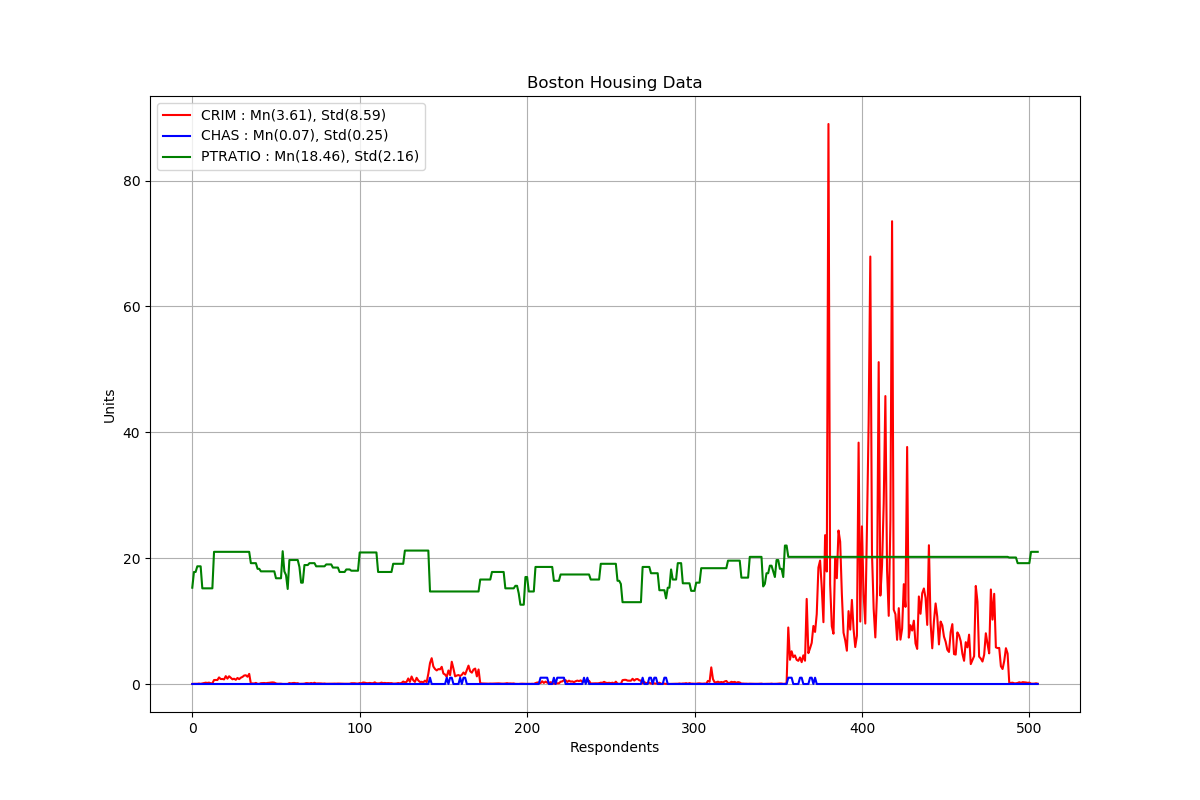 Boston Housing Data
CRIM : Mn(3.61), Std(8.59)
CHAS : Mn(0.07), Std(0.25)
PTRATIO : Mn(18.46), Std(2.16)
80
60
40
20
0
Units
0 100 200 300 400 500
Respondents